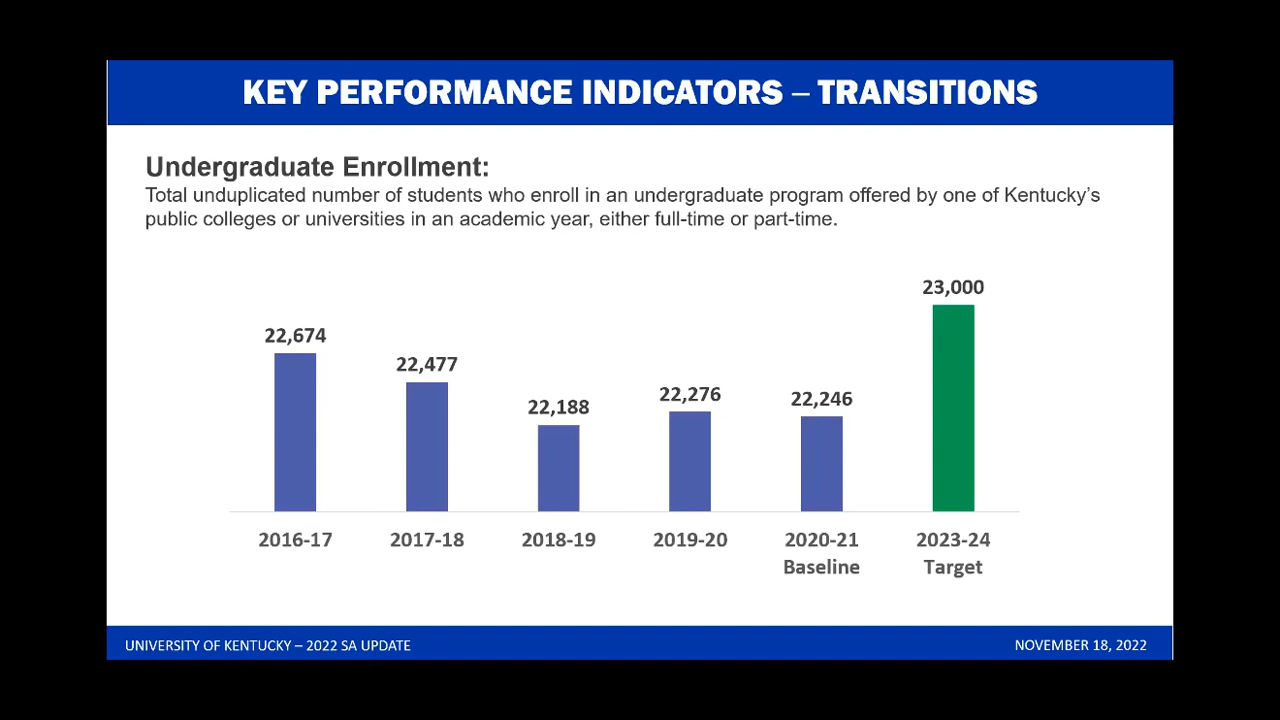 KEY PERFORMANCE INDICATORS – TRANSITIONS
Undergraduate Enrollment:
Total unduplicated number of students who enroll in an undergraduate program offered by one of Kentucky's
public colleges or universities in an academic year, either full-time or part-time.
22,674
22,477
22,188
22,276
22,246
23,000
2016-17
2017-18
2018-19
2019-20
2020-21
Baseline
2023-24
Target
UNIVERSITY OF KENTUCKY – 2022 SA UPDATE
NOVEMBER 18, 2022